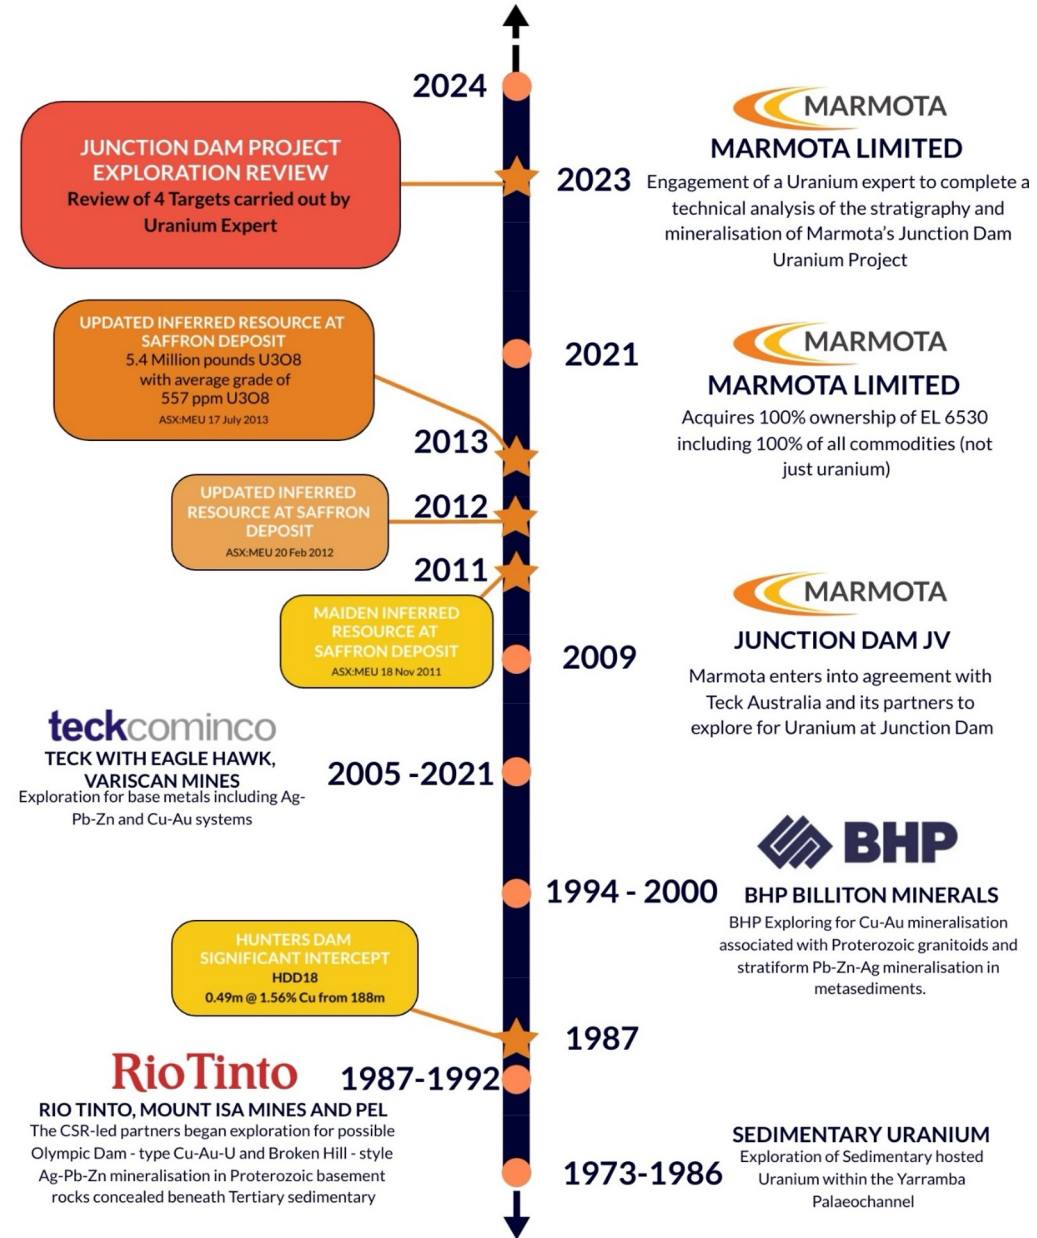 2024
MARMOTA
MARMOTA LIMITED
JUNCTION DAM PROJECT
EXPLORATION REVIEW
Review of 4 Targets carried out by
Uranium Expert
2023
Engagement of a Uranium expert to complete a
technical analysis of the stratigraphy and
mineralisation of Marmota's Junction Dam
Uranium Project
UPDATED INFERRED RESOURCE AT
SAFFRON DEPOSIT
5.4 Million pounds U3O8
with average grade of
557 ppm U3O8
ASX:MEU 17 July 2013
2021
MARMOTA
MARMOTA LIMITED
Acquires 100% ownership of EL 6530
including 100% of all commodities (not
just uranium)
2013
UPDATED INFERRED
RESOURCE AT SAFFRON
DEPOSIT
ASX:MEU 20 Feb 2012
2012
2011
MAIDEN INFERRED
RESOURCE AT
SAFFRON DEPOSIT
ASX:MEU 18 Nov 2011
2009
MARMOTA
JUNCTION DAM JV
Marmota enters into agreement with
Teck Australia and its partners to
explore for Uranium at Junction Dam
teckcominco
TECK WITH EAGLE HAWK,
VARISCAN MINES
Exploration for base metals including Ag-
Pb-Zn and Cu-Au systems
2005 -2021
BHP
1994 - 2000
BHP BILLITON MINERALS
BHP Exploring for Cu-Au mineralisation
associated with Proterozoic granitoids and
stratiform Pb-Zn-Ag mineralisation in
metasediments.
HUNTERS DAM
SIGNIFICANT INTERCEPT
HDD18
0.49m @ 1.56% Cu from 188m
1987
RioTinto
1987-1992
RIO TINTO, MOUNT ISA MINES AND PEL
The CSR-led partners began exploration for possible
Olympic Dam - type Cu-Au-U and Broken Hill - style
Ag-Pb-Zn mineralisation in Proterozoic basement
rocks concealed beneath Tertiary sedimentary
1973-1986
SEDIMENTARY URANIUM
Exploration of Sedimentary hosted
Uranium within the Yarramba
Palaeochannel